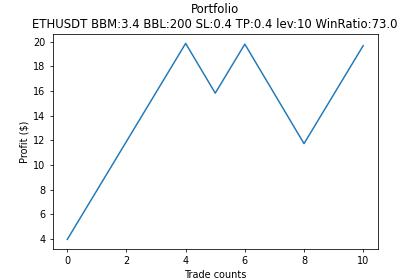 Portfolio
ETHUSDT BBM:3.4 BBL:200 SL:0.4 TP:0.4 lev:10 WinRatio:73.0
20
18
16
14
12
10
8
6
4
Profit ($)
0 2 4 6 8 10
Trade counts